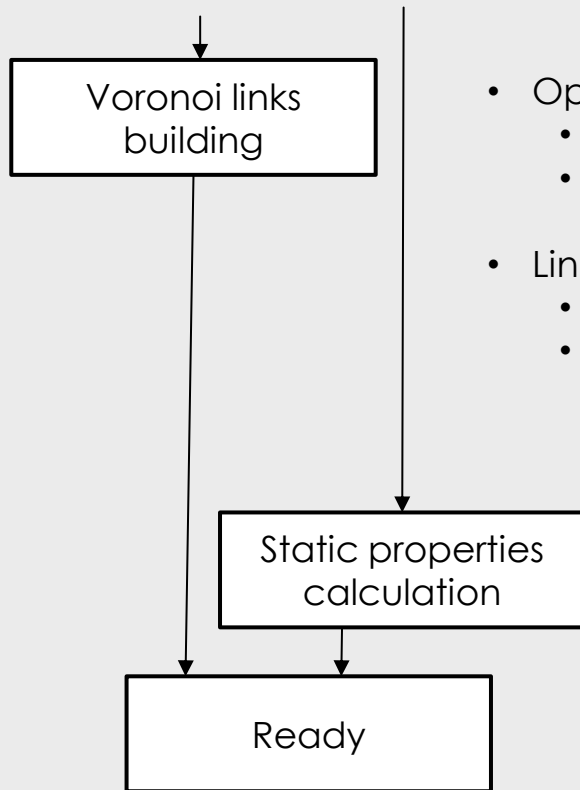 Voronoi links
building
• Op
•
•
• Lin
•
•
Static properties
calculation
Ready